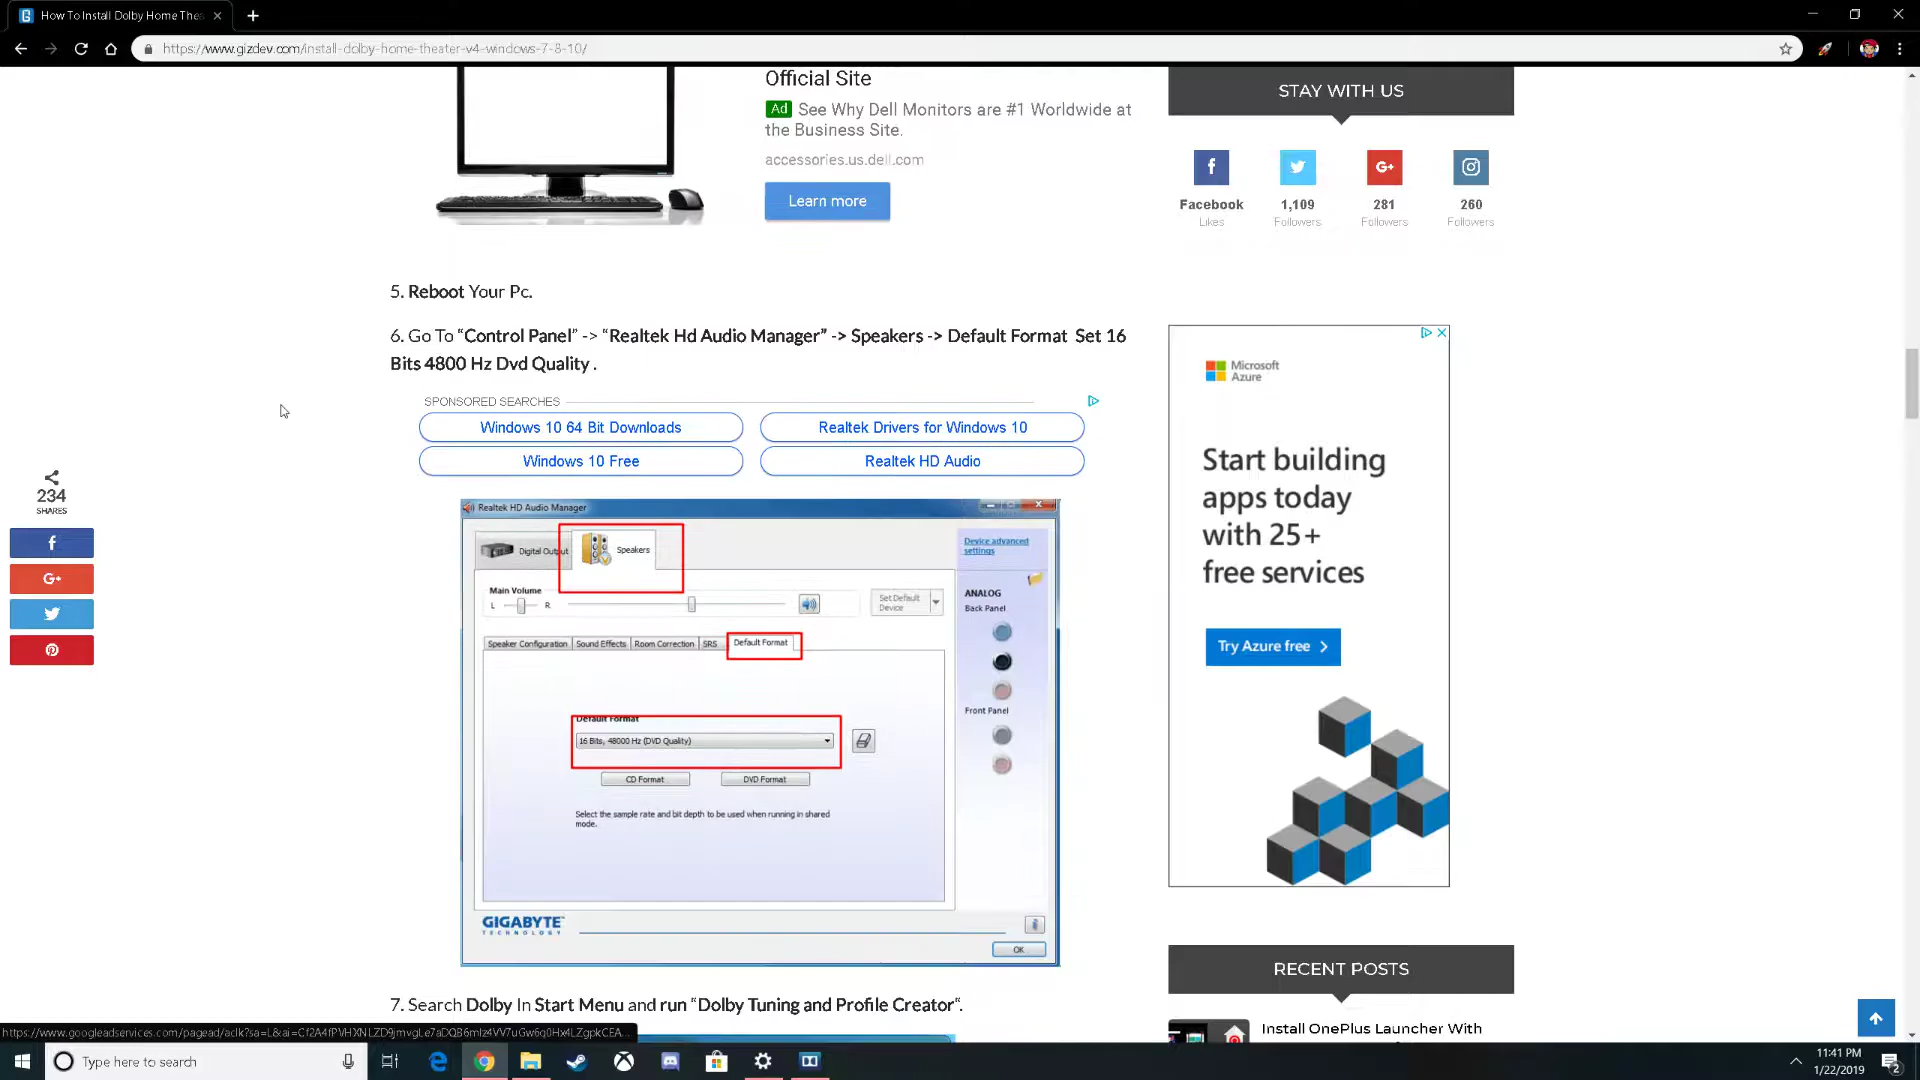 How To Install Dolby Home Thea
https://www.gizdev.com/install-dolby-home-theater-v4-windows-7-8-10/
Official Site
Ad See Why Dell Monitors are #1 Worldwide at
the Business Site.
accessories.us.dell.com
Learn more
STAY WITH US
Facebook
Likes
1,109
Followers
281
Followers
260
Followers
5. Reboot Your Pc.
6. Go To “Control Panel” -> “Realtek Hd Audio Manager” -> Speakers -> Default Format Set 16
Bits 4800 Hz Dvd Quality .
SPONSORED SEARCHES
Windows 10 64 Bit Downloads
Realtek Drivers for Windows 10
Windows 10 Free
Realtek HD Audio
234
SHARES
Realtek HD Audio Manager
Digital Output
Speakers
Device advanced
settings
Main Volume
L
R
Set Default
Device
ANALOG
Back Panel
Speaker Configuration
Sound Effects
Room Correction
SRS
Default Format
Front Panel
Default Format
16 Bits, 48000 Hz (DVD Quality)
CD Format
DVD Format
Select the sample rate and bit depth to be used when running in shared
mode.
GIGABYTE™
TECHNOLOGY
OK
Microsoft
Azure
Start building
apps today
with 25+
free services
Try Azure free
RECENT POSTS
Install OnePlus Launcher With
7. Search Dolby In Start Menu and run “Dolby Tuning and Profile Creator“.
Type here to search
11:41 PM
1/22/2019
2